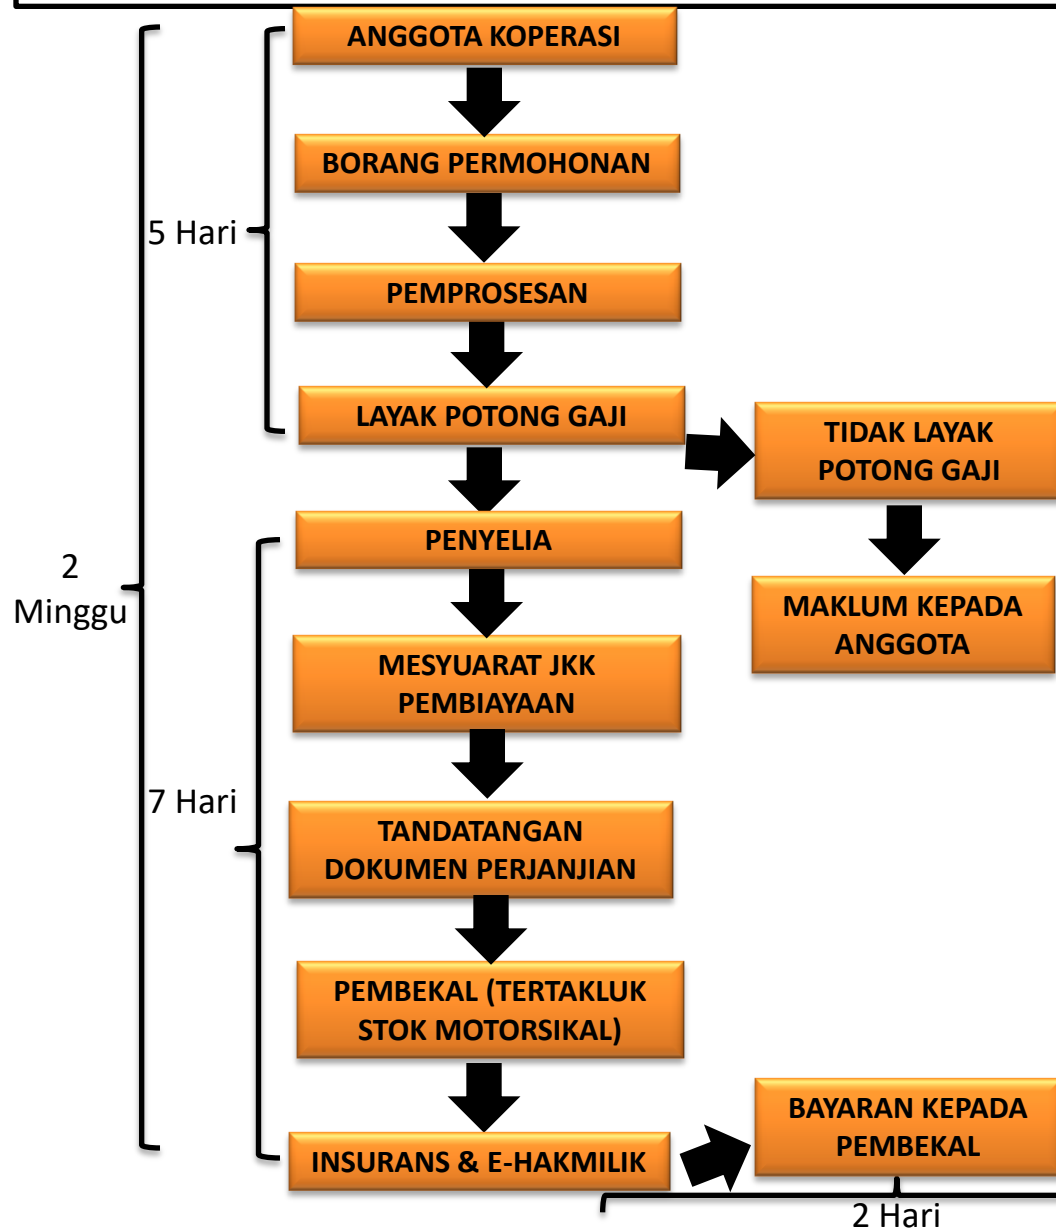 ANGGOTA KOPERASI
BORANG PERMOHONAN
5 Hari
PEMPROSESAN
LAYAK POTONG GAJI
TIDAK LAYAK
POTONG GAJI
PENYELIA
2
Minggu
MAKLUM KEPADA
ANGGOTA
MESYUARAT JKK
PEMBIAYAAN
7 Hari
TANDATANGAN
DOKUMEN PERJANJIAN
PEMBEKAL (TERTAKLUK
STOK MOTORSIKAL)
INSURANS & E-HAKMILIK
BAYARAN KEPADA
PEMBEKAL
2 Hari